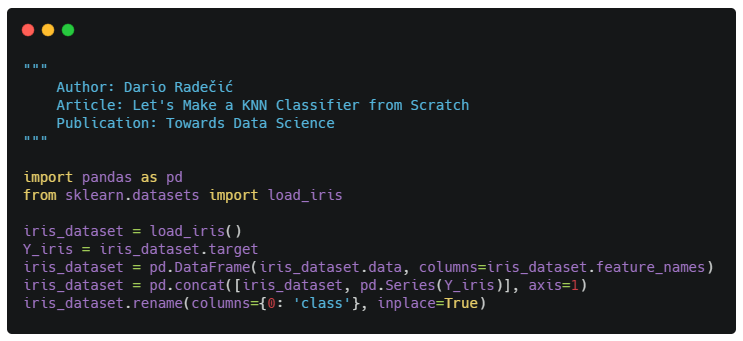 """
    Author: Dario Radečić
    Article: Let's Make a KNN Classifier from Scratch
    Publication: Towards Data Science
"""
import pandas as pd
from sklearn.datasets import load_iris
iris_dataset = load_iris()
Y_iris = iris_dataset.target
iris_dataset = pd.DataFrame(iris_dataset.data, columns=iris_dataset.feature_names)
iris_dataset = pd.concat([iris_dataset, pd.Series(Y_iris)], axis=1)
iris_dataset.rename(columns={0: 'class'}, inplace=True)